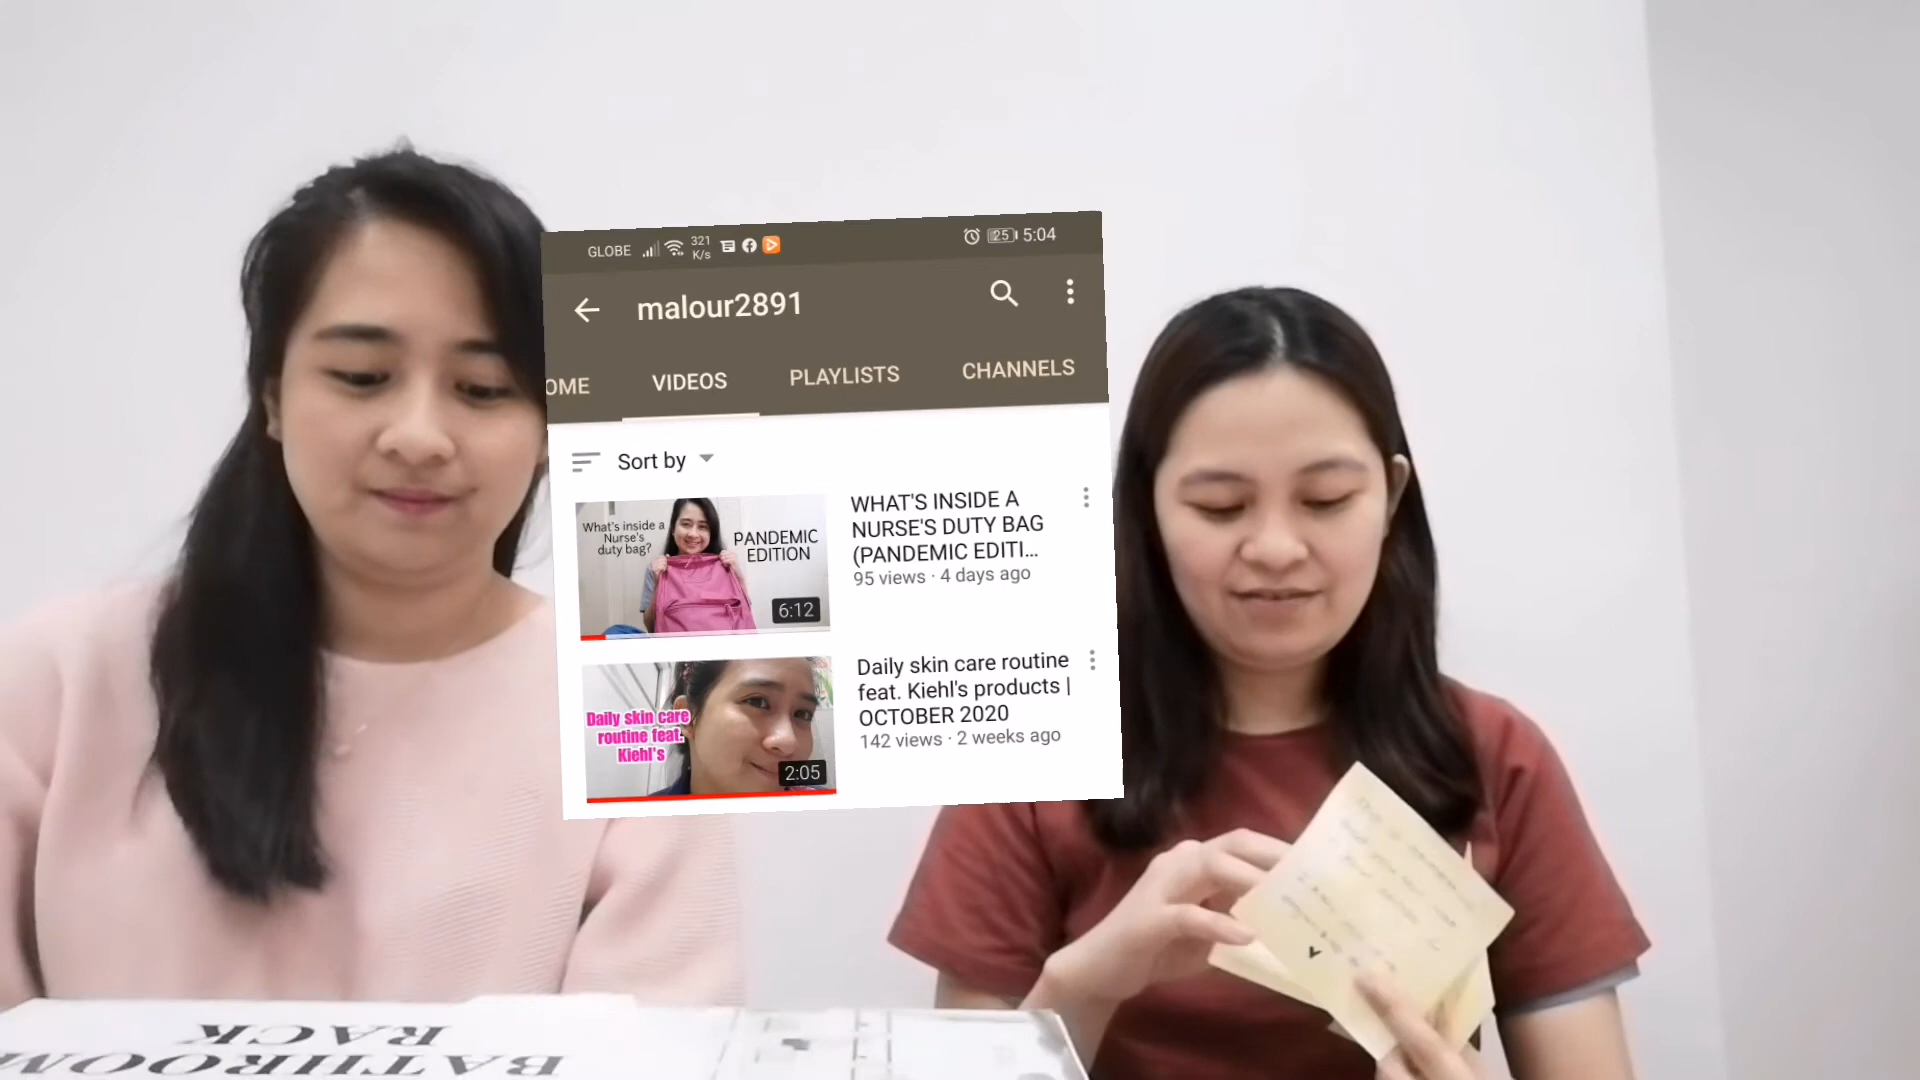 GLOBE 321 K/s 25 5:04
malour2891
OME VIDEOS PLAYLISTS CHANNELS
Sort by
What's inside a
Nurse's
duty bag?
PANDEMIC
EDITION
6:12
WHAT'S INSIDE A
NURSE'S DUTY BAG
(PANDEMIC EDITI...
95 views · 4 days ago
Daily skin care
routine feat.
Kiehl's
2:05
Daily skin care routine
feat. Kiehl's products |
OCTOBER 2020
142 views · 2 weeks ago
BATHROOM
RACK